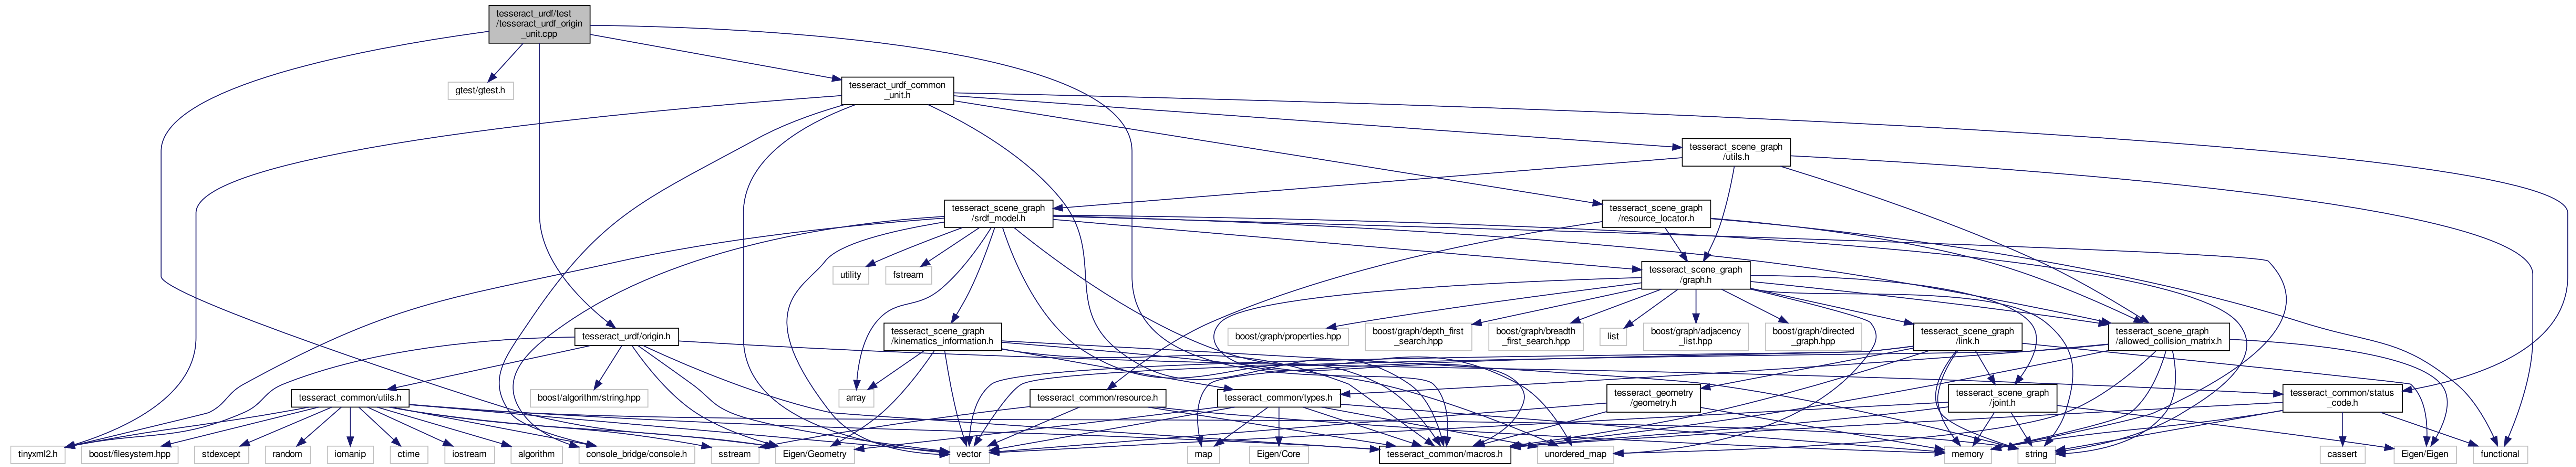 tesseract_urdf/test
/tesseract_urdf_origin
_unit.cpp
gtest/gtest.h
tesseract_urdf_common
_unit.h
tesseract_scene_graph
/utils.h
tesseract_scene_graph
/srdf_model.h
tesseract_scene_graph
/resource_locator.h
utility
fstream
tesseract_scene_graph
/graph.h
tesseract_urdf/origin.h
tesseract_scene_graph
/kinematics_information.h
boost/graph/properties.hpp
boost/graph/depth_first
_search.hpp
boost/graph/breadth
_first_search.hpp
list
boost/graph/adjacency
_list.hpp
boost/graph/directed
_graph.hpp
tesseract_scene_graph
/link.h
tesseract_scene_graph
/allowed_collision_matrix.h
tesseract_common/utils.h
boost/algorithm/string.hpp
array
tesseract_common/resource.h
tesseract_common/types.h
tesseract_geometry
/geometry.h
tesseract_scene_graph
/joint.h
tesseract_common/status
_code.h
tinyxml2.h
boost/filesystem.hpp
stdexcept
random
iomanip
ctime
iostream
algorithm
console_bridge/console.h
sstream
Eigen/Geometry
vector
map
Eigen/Core
tesseract_common/macros.h
unordered_map
memory
string
cassert
Eigen/Eigen
functional